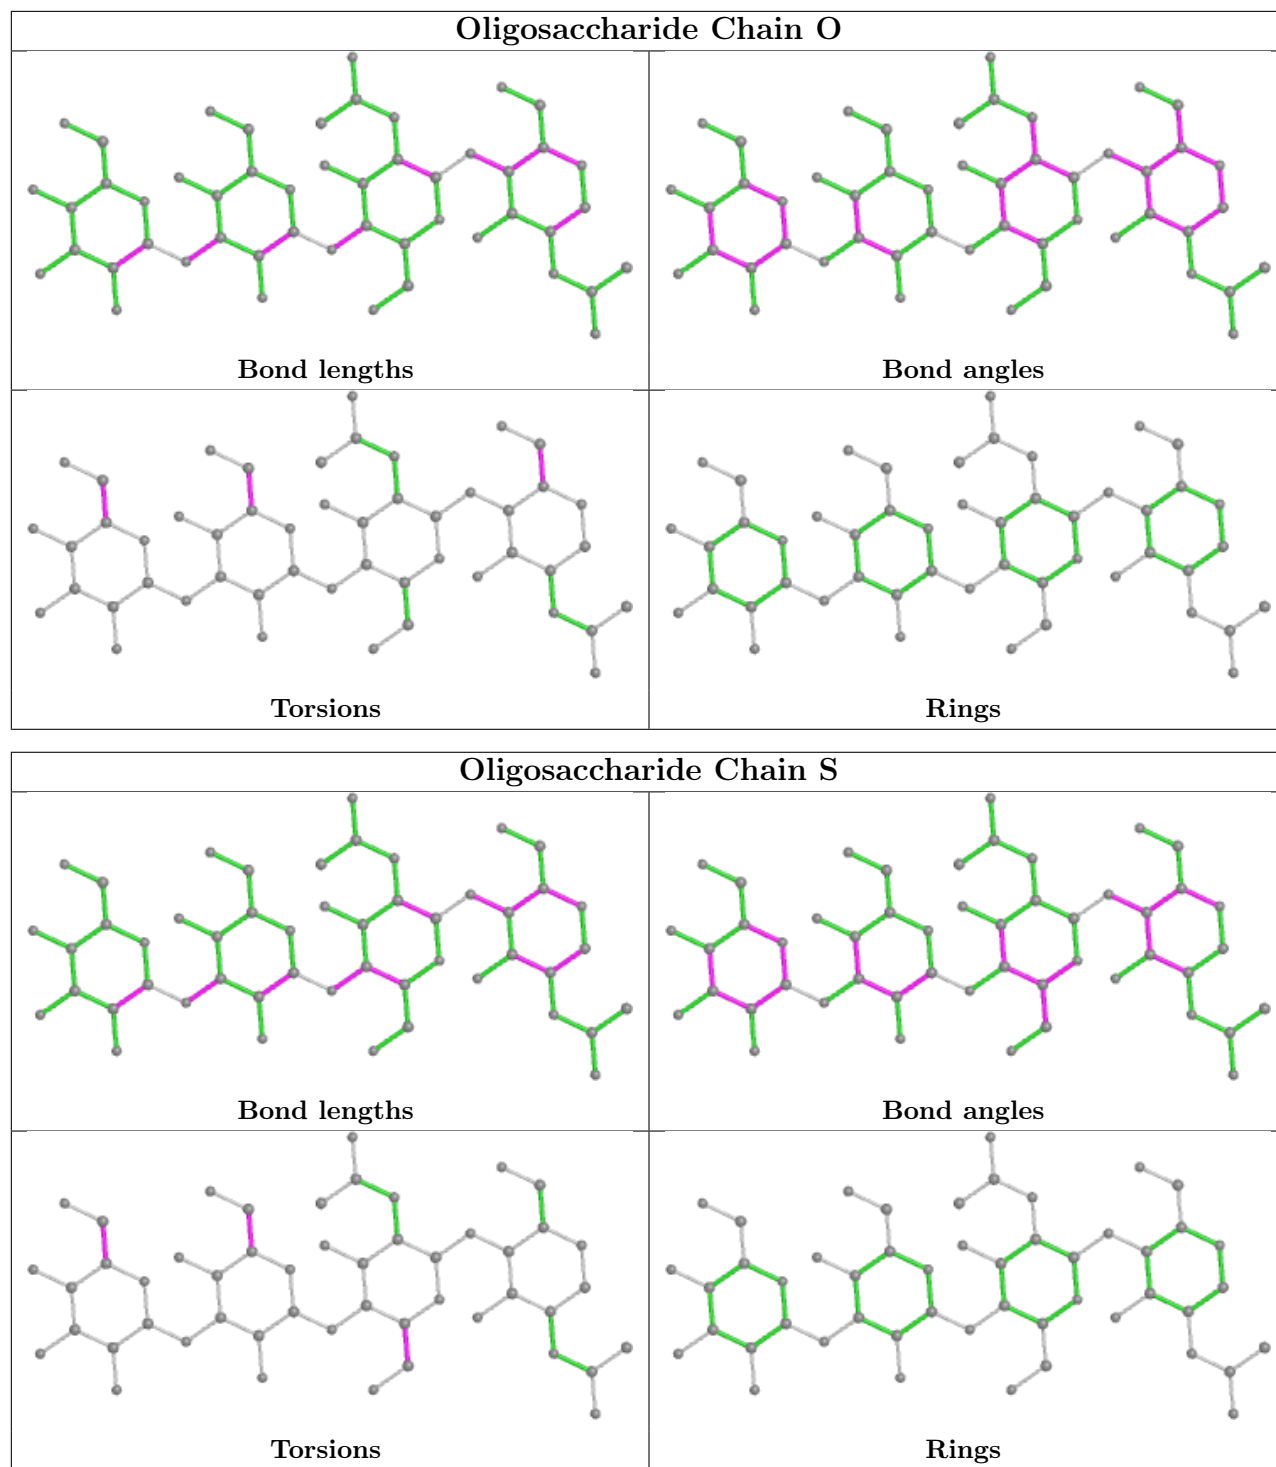 Oligosaccharide Chain O
Bond lengths
Bond angles
Torsions
Rings
Oligosaccharide Chain S
Bond lengths
Bond angles
Torsions
Rings